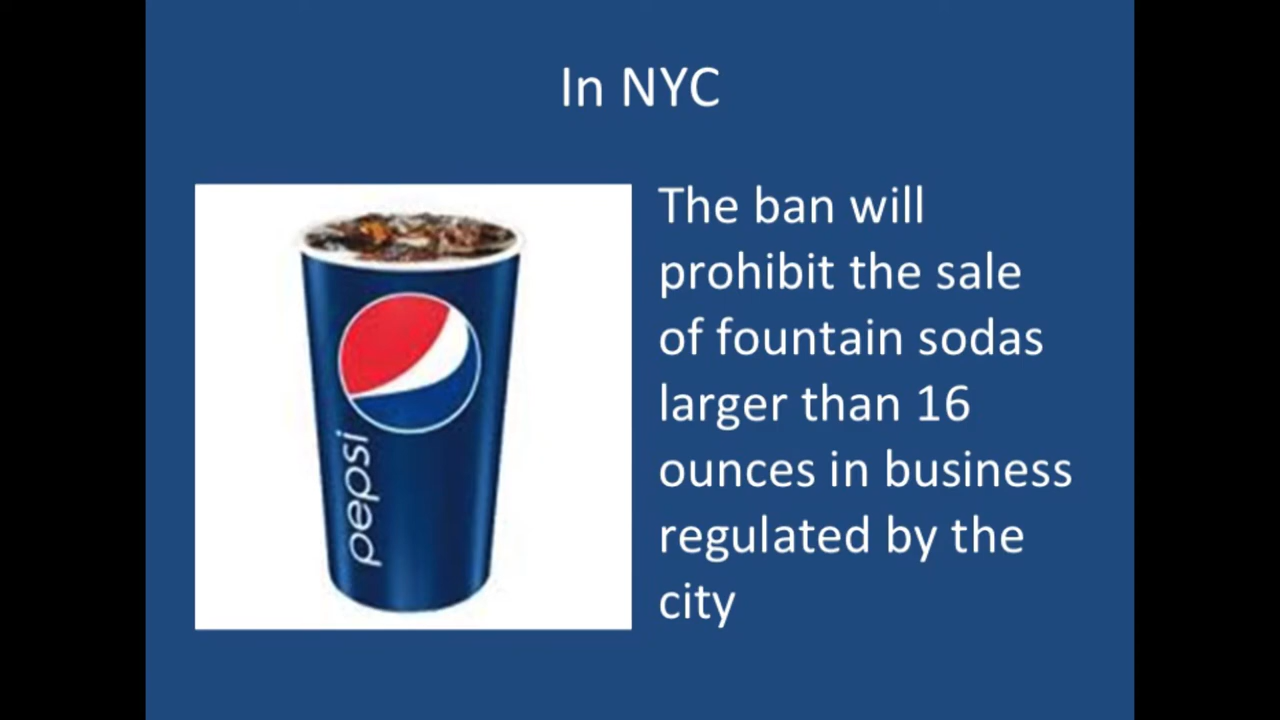 In NYC
The ban will
prohibit the sale
of fountain sodas
larger than 16
ounces in business
regulated by the
city
pepsi